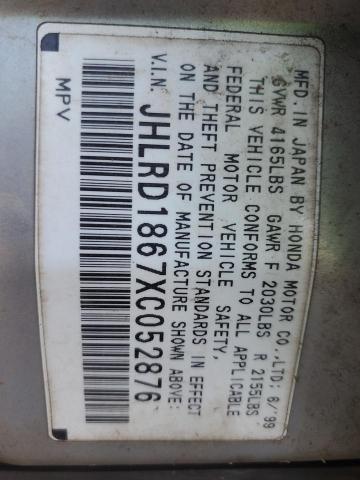 MFD. IN JAPAN BY HONDA MOTOR CO., LTD: 6/'99
GVWR 4165LBS GAWR F 2030LBS R 2155LBS
THIS VEHICLE CONFORMS TO ALL APPLICABLE
FEDERAL MOTOR VEHICLE SAFETY,
AND THEFT PREVENTION STANDARDS IN EFFECT
ON THE DATE OF MANUFACTURE SHOWN ABOVE:
V.I.N. JHLRD1867XC052876
MPV